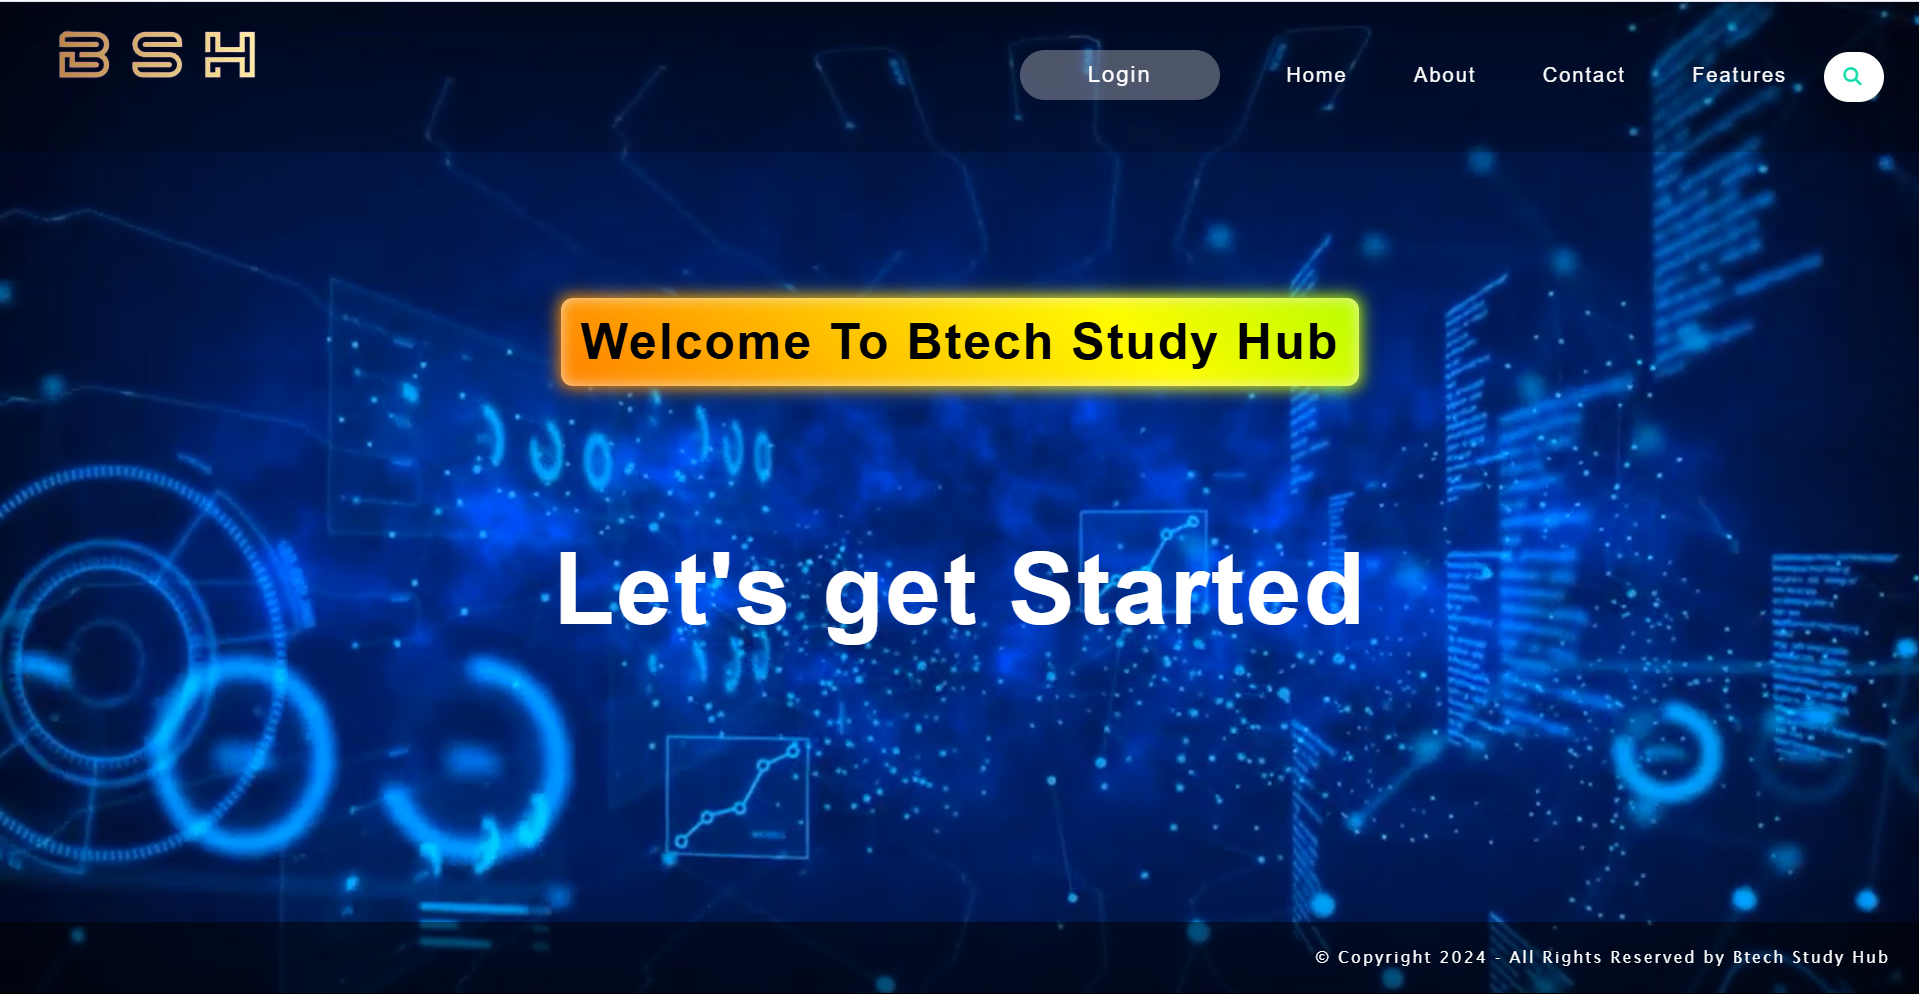 BSH
Login
Home
About
Contact
Features
Welcome To Btech Study Hub
Let's get Started
© Copyright 2024 - All Rights Reserved by Btech Study Hub